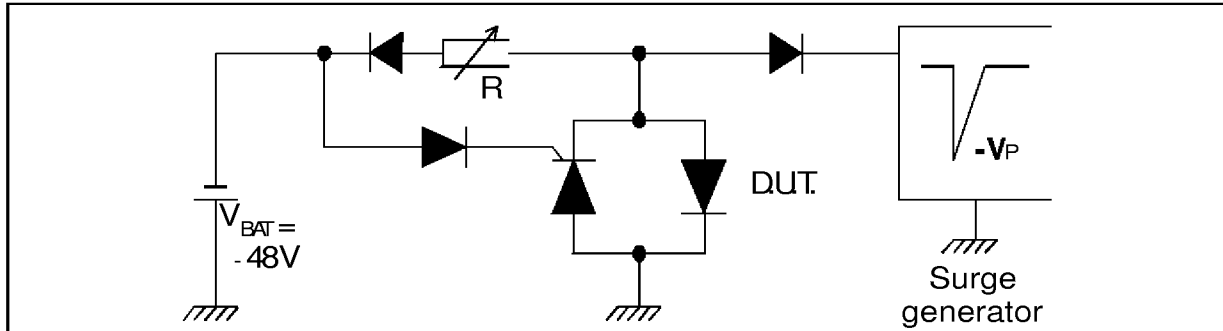 R
-VP
D.U.T.
VBAT =
- 48V
Surge
generator